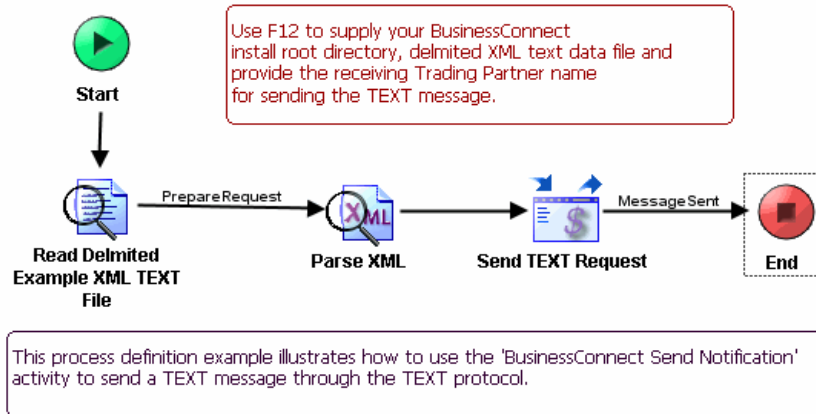 Use F12 to supply your BusinessConnect
install root directory, delmited XML text data file and
provide the receiving Trading Partner name
for sending the TEXT message.
Start
PrepareRequest
MessageSent
XML
Read Delmited
Example XML TEXT
File
Parse XML
Send TEXT Request
End
This process definition example illustrates how to use the 'BusinessConnect Send Notification'
activity to send a TEXT message through the TEXT protocol.